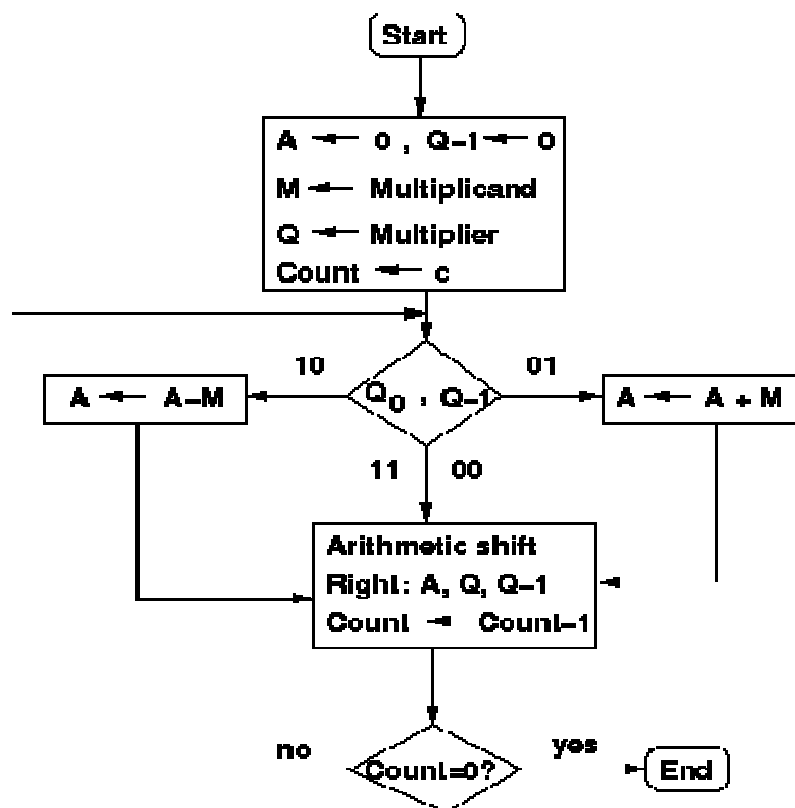 Start
A ← 0 , Q-1 ← 0
M ← Multiplicand
Q ← Multiplier
Count ← c
10
01
A ← A-M
Q0 , Q-1
A ← A + M
11 00
Arithmetic shift
Right: A, Q, Q-1
Count ← Count-1
no
yes
Count=0?
End